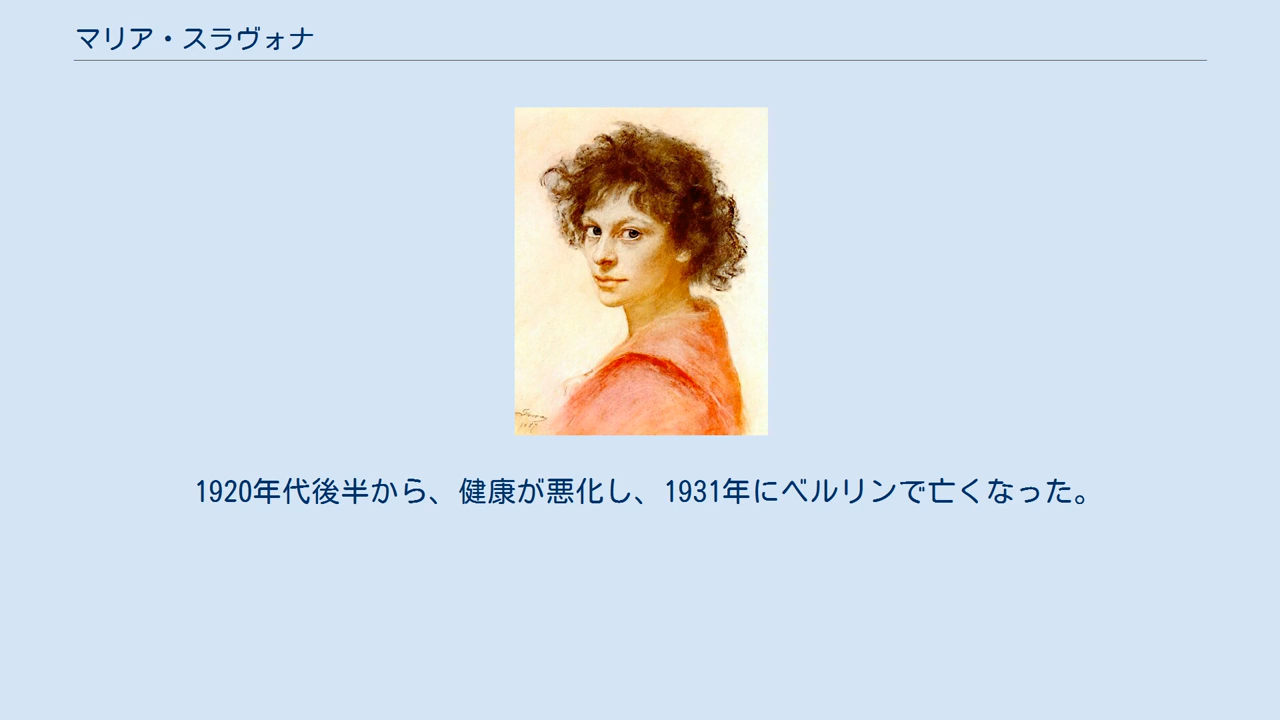 マリア・スラヴォナ
1920年代後半から、健康が悪化し、1931年にベルリンで亡くなった。